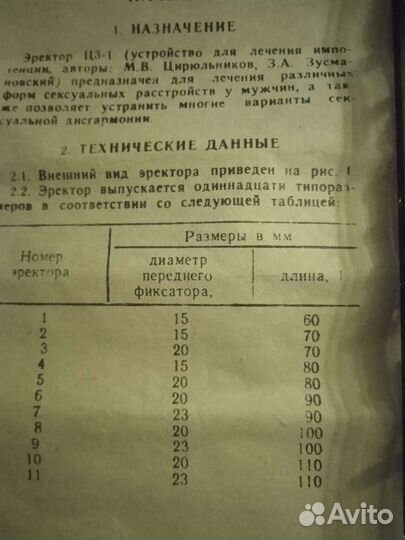 1. НАЗНАЧЕНИЕ
Эректор ЦЗ-1 (устройство для лечения импо-
тенции, авторы: М.В. Цирюльников, З.А. Зусма-
новский) предназначен для лечения различных
форм сексуальных расстройств у мужчин, а так
же позволяет устранить многие варианты сек-
суальной дисгармонии.
2. ТЕХНИЧЕСКИЕ ДАННЫЕ
2.1. Внешний вид эректора приведен на рис. 1.
2.2. Эректор выпускается одиннадцати типораз-
меров в соответствии со следующей таблицей:
Номер эректора Размеры в мм
диаметр переднего фиксатора, длина, l
1 15 60
2 15 70
3 20 70
4 15 80
5 20 80
6 20 90
7 23 90
8 20 100
9 23 100
10 20 110
11 23 110
Avito